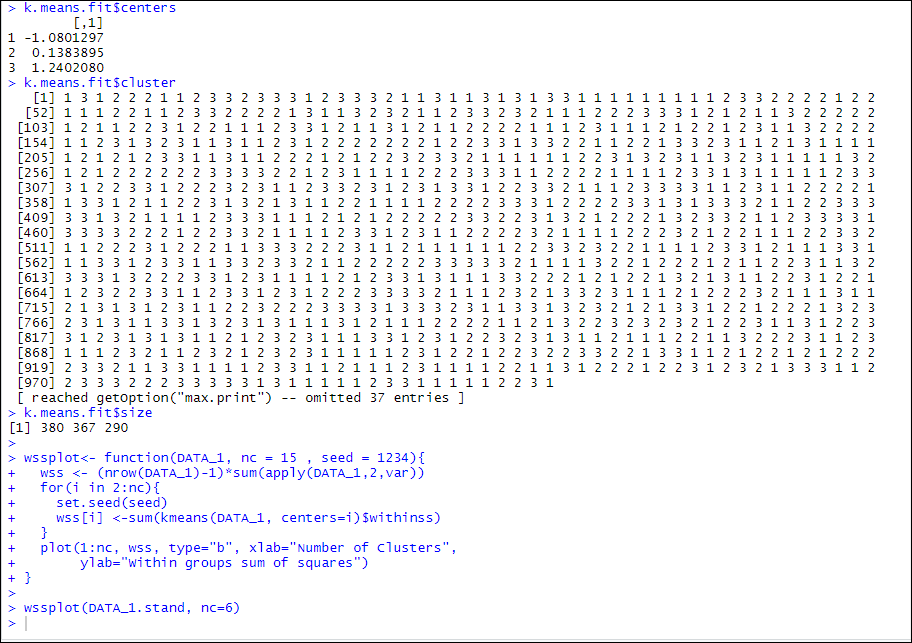 > k.means.fit$centers
        [,1]
1 -1.0801297
2  0.1383895
3  1.2402080
> k.means.fit$cluster
   [1] 1 3 1 2 2 2 1 1 2 3 3 2 3 3 3 1 2 3 3 3 2 1 1 3 1 1 3 1 3 1 3 3 1 1 1 1 1 1 1 1 1 2 3 3 2 2 2 2 1 2 2
  [52] 1 1 1 2 2 1 1 2 3 3 2 2 2 2 1 3 1 1 3 2 3 2 1 1 2 3 3 1 2 3 2 1 1 1 2 2 2 3 3 3 1 2 1 2 1 1 3 2 2 2 2 2
 [103] 1 2 1 1 2 2 3 1 2 2 1 1 1 2 3 3 1 2 1 1 3 1 2 1 1 2 2 2 2 1 1 1 2 3 1 1 1 2 1 2 2 1 2 3 1 1 3 2 2 2 2
 [154] 1 1 2 3 1 3 2 3 1 1 3 1 1 2 3 1 2 2 2 2 1 2 1 2 2 3 1 3 3 2 2 1 1 2 2 1 3 3 2 3 1 1 2 1 3 1 1 1 1
 [205] 1 2 1 2 1 2 3 3 1 1 3 1 1 2 2 2 1 2 2 1 2 2 3 2 3 3 2 1 1 1 1 1 1 2 2 3 1 3 2 3 1 1 3 2 3 1 1 1 1 1 3 2
 [256] 1 2 1 2 2 2 2 2 2 3 3 3 3 2 2 2 3 1 1 1 1 2 2 2 3 3 3 1 1 2 2 2 2 1 1 1 1 2 3 3 1 3 1 1 1 1 1 2 3 3
 [307] 3 1 2 2 3 3 1 2 2 2 3 2 3 1 1 2 3 3 2 3 1 2 3 1 3 3 1 2 2 3 3 2 1 1 1 2 3 3 3 3 3 1 1 2 3 1 2 2 2 2 1
 [358] 1 3 3 1 3 2 1 1 2 2 3 1 3 2 1 3 1 1 1 1 2 2 1 2 1 2 3 1 2 2 2 2 3 3 1 3 1 3 3 3 2 1 1 2 2 3 3 3
 [409] 3 3 1 3 2 1 1 1 1 2 3 3 3 1 1 1 2 1 2 1 2 2 2 2 2 3 2 2 3 3 1 3 2 1 2 2 2 1 3 2 3 3 2 1 1 2 3 3 3 3 1
 [460] 3 3 3 3 2 2 2 1 2 2 3 3 2 1 2 3 1 1 2 2 2 2 3 2 1 1 1 1 1 2 2 2 3 2 1 2 2 1 1 1 2 2 2
 [511] 1 1 2 2 2 3 1 2 2 2 1 1 3 3 3 2 2 2 3 1 1 2 1 1 1 1 1 1 2 2 3 3 2 3 2 2 1 1 1 1 2 3 3 1 2 1 1 1 3 3 1
 [562] 1 1 3 3 1 2 3 3 1 1 3 3 2 3 3 2 1 1 2 2 2 2 2 3 3 3 3 3 2 1 1 1 1 3 2 2 1 2 2 2 1 2 1 1 2 2 3 1 1 3 2
 [613] 3 3 3 1 3 2 2 2 3 3 1 2 3 1 1 1 1 2 1 2 3 3 1 3 1 1 1 3 3 2 2 2 1 2 1 2 2 1 3 2 1 3 1 1 2 2 3 1 2 2 1
 [664] 1 2 3 2 2 3 3 1 1 2 3 3 1 2 3 1 2 2 2 3 3 3 3 2 1 1 1 2 3 2 1 3 3 2 3 1 1 1 2 1 2 2 2 3 2 1 1 1 3 1 1
 [715] 2 1 3 1 3 1 2 3 1 1 2 2 3 2 2 2 3 3 3 3 1 3 3 3 2 3 1 1 3 3 1 3 2 3 2 1 2 1 3 3 1 2 2 1 2 2 2 1 3 2 3
 [766] 2 3 1 3 1 1 3 3 1 3 2 3 1 3 1 1 1 3 1 2 1 1 1 2 2 2 2 1 1 2 1 3 2 2 3 2 3 2 3 2 1 2 2 3 1 1 3 1 2 2 3
 [817] 3 1 2 3 1 3 1 3 1 1 2 3 1 1 1 2 1 3 2 2 3 2 3 1 3 1 1 2 1 1 1 2 2 1 1 3 2 2 2 3 1 1 2 3
 [868] 1 1 1 2 3 2 1 1 2 3 2 1 2 3 2 3 1 1 1 1 1 1 2 3 1 2 2 1 1 2 3 2 2 3 3 2 2 1 3 3 1 1 2 1 2 2 1 2 1 2 2 2
 [919] 2 3 3 2 1 1 3 3 1 1 1 1 2 3 3 1 2 3 1 2 2 1 1 3 1 2 2 2 1 2 2 3 1 2 3 2 1 3 3 3 1 1 2
 [970] 2 3 3 3 2 2 2 3 3 3 3 3 1 3 1 1 1 1 1 1 2 3 3 1 1 1 1 1 1 2 2 3 1
 [ reached getOption("max.print") -- omitted 37 entries ]
> k.means.fit$size
[1] 380 367 290
>
> wssplot<- function(DATA_1, nc = 15 , seed = 1234){
+   wss <- (nrow(DATA_1)-1)*sum(apply(DATA_1,2,var))
+   for(i in 2:nc){
+     set.seed(seed)
+     wss[i] <-sum(kmeans(DATA_1, centers=i)$withinss)
+   }
+   plot(1:nc, wss, type="b", xlab="Number of Clusters",
+        ylab="Within groups sum of squares")
+ }
>
> wssplot(DATA_1.stand, nc=6)
>